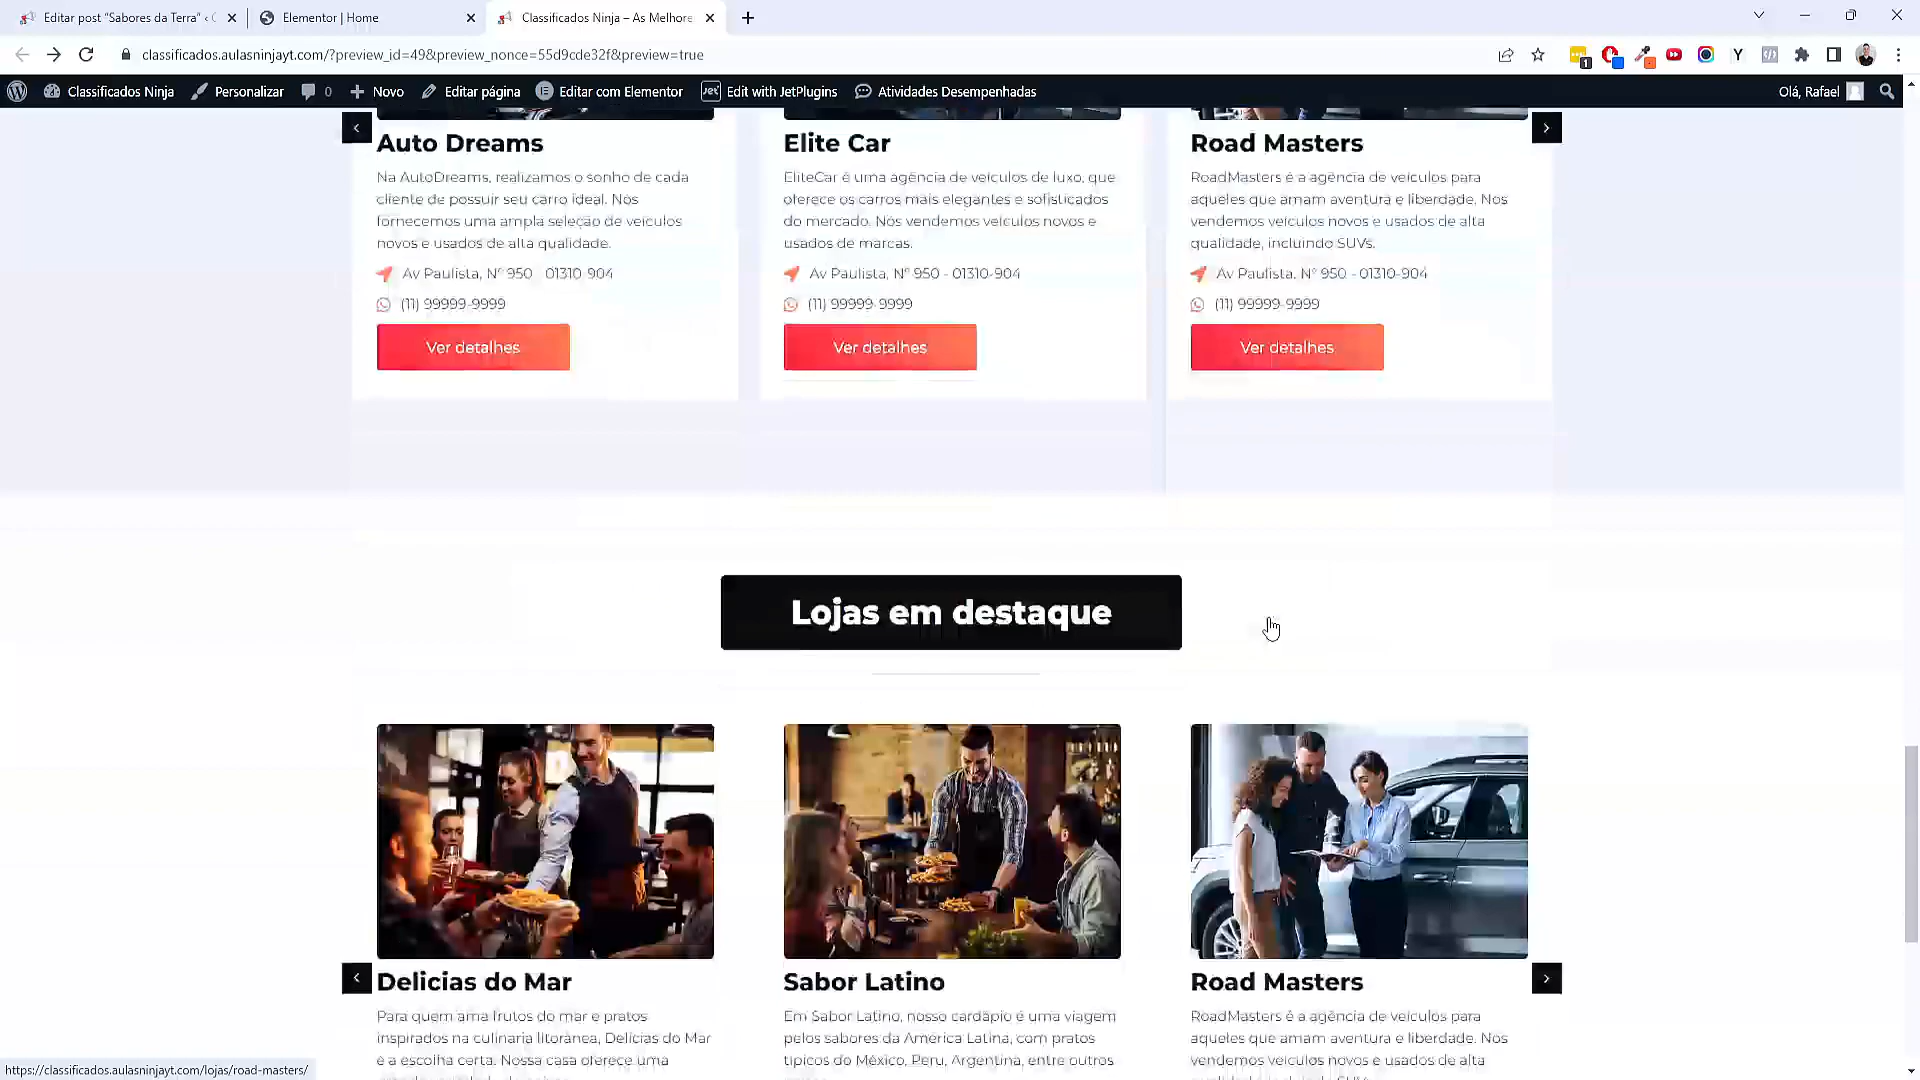 Editar post “Sabores da Terra” ‹ C
Elementor | Home
Classificados Ninja – As Melhore
classificados.aulasninjayt.com/?preview_id=49&preview_nonce=55d9cde32f&preview=true
Classificados Ninja
Personalizar
0
Novo
Editar página
Editar com Elementor
Edit with JetPlugins
Atividades Desempenhadas
Olá, Rafael
Auto Dreams
Na AutoDreams, realizamos o sonho de cada
cliente de possuir seu carro ideal. Nós
fornecemos uma ampla seleção de veículos
novos e usados de alta qualidade.
Av Paulista, Nº 950 - 01310-904
(11) 99999-9999
Ver detalhes
Elite Car
EliteCar é uma agência de veículos de luxo, que
oferece os carros mais elegantes e sofisticados
do mercado. Nós vendemos veículos novos e
usados de marcas.
Av Paulista, Nº 950 - 01310-904
(11) 99999-9999
Ver detalhes
Road Masters
RoadMasters é a agência de veículos para
aqueles que amam aventura e liberdade. Nós
vendemos veículos novos e usados de alta
qualidade, incluindo SUVs.
Av Paulista, Nº 950 - 01310-904
(11) 99999-9999
Ver detalhes
Lojas em destaque
Delicias do Mar
Para quem ama frutos do mar e pratos
inspirados na culinária litorânea, Delícias do Mar
é a escolha certa. Nossa casa oferece uma
Sabor Latino
Em Sabor Latino, nosso cardápio é uma viagem
pelos sabores da América Latina, com pratos
típicos do México, Peru, Argentina, entre outros
Road Masters
RoadMasters é a agência de veículos para
aqueles que amam aventura e liberdade. Nós
vendemos veículos novos e usados de alta
https://classificados.aulasninjayt.com/lojas/road-masters/